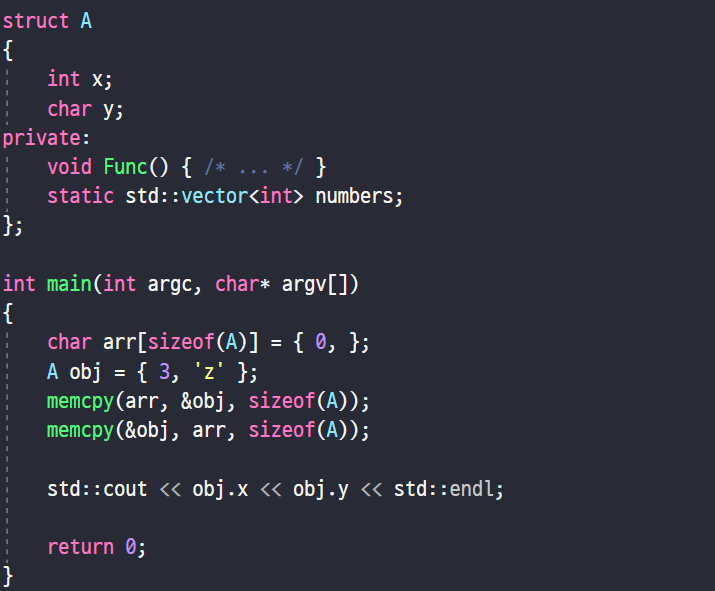 struct A
{
    int x;
    char y;
private:
    void Func() { /* ... */ }
    static std::vector<int> numbers;
};

int main(int argc, char* argv[])
{
    char arr[sizeof(A)] = { 0, };
    A obj = { 3, 'z' };
    memcpy(arr, &obj, sizeof(A));
    memcpy(&obj, arr, sizeof(A));

    std::cout << obj.x << obj.y << std::endl;

    return 0;
}